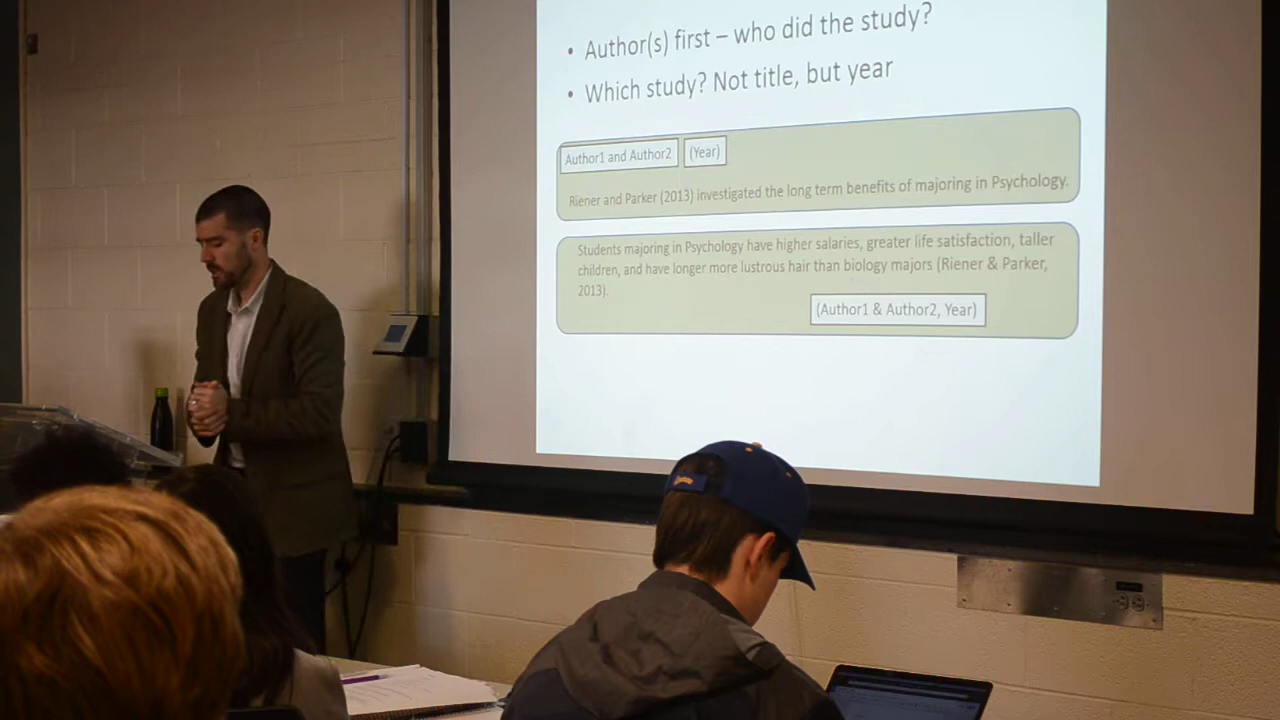 • Author(s) first – who did the study?
• Which study? Not title, but year
Author1 and Author2 (Year)
Riener and Parker (2013) investigated the long term benefits of majoring in Psychology.
Students majoring in Psychology have higher salaries, greater life satisfaction, taller
children, and have longer more lustrous hair than biology majors (Riener & Parker,
2013).
(Author1 & Author2, Year)